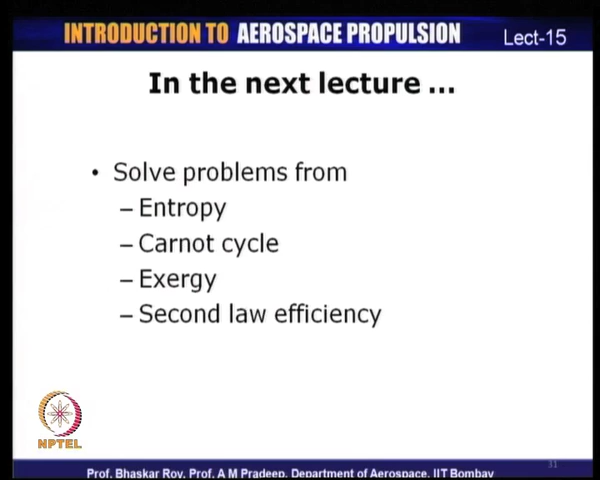 INTRODUCTION TO AEROSPACE PROPULSION
Lect-15
In the next lecture ...
• Solve problems from
– Entropy
– Carnot cycle
– Exergy
– Second law efficiency
NPTEL
31
Prof. Bhaskar Roy, Prof. A M Pradeep, Department of Aerospace, IIT Bombay